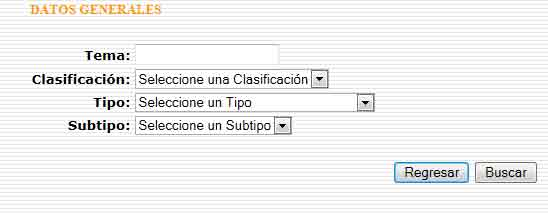 DATOS GENERALES
Tema:
Clasificación: Seleccione una Clasificación
Tipo: Seleccione un Tipo
Subtipo: Seleccione un Subtipo
Regresar Buscar